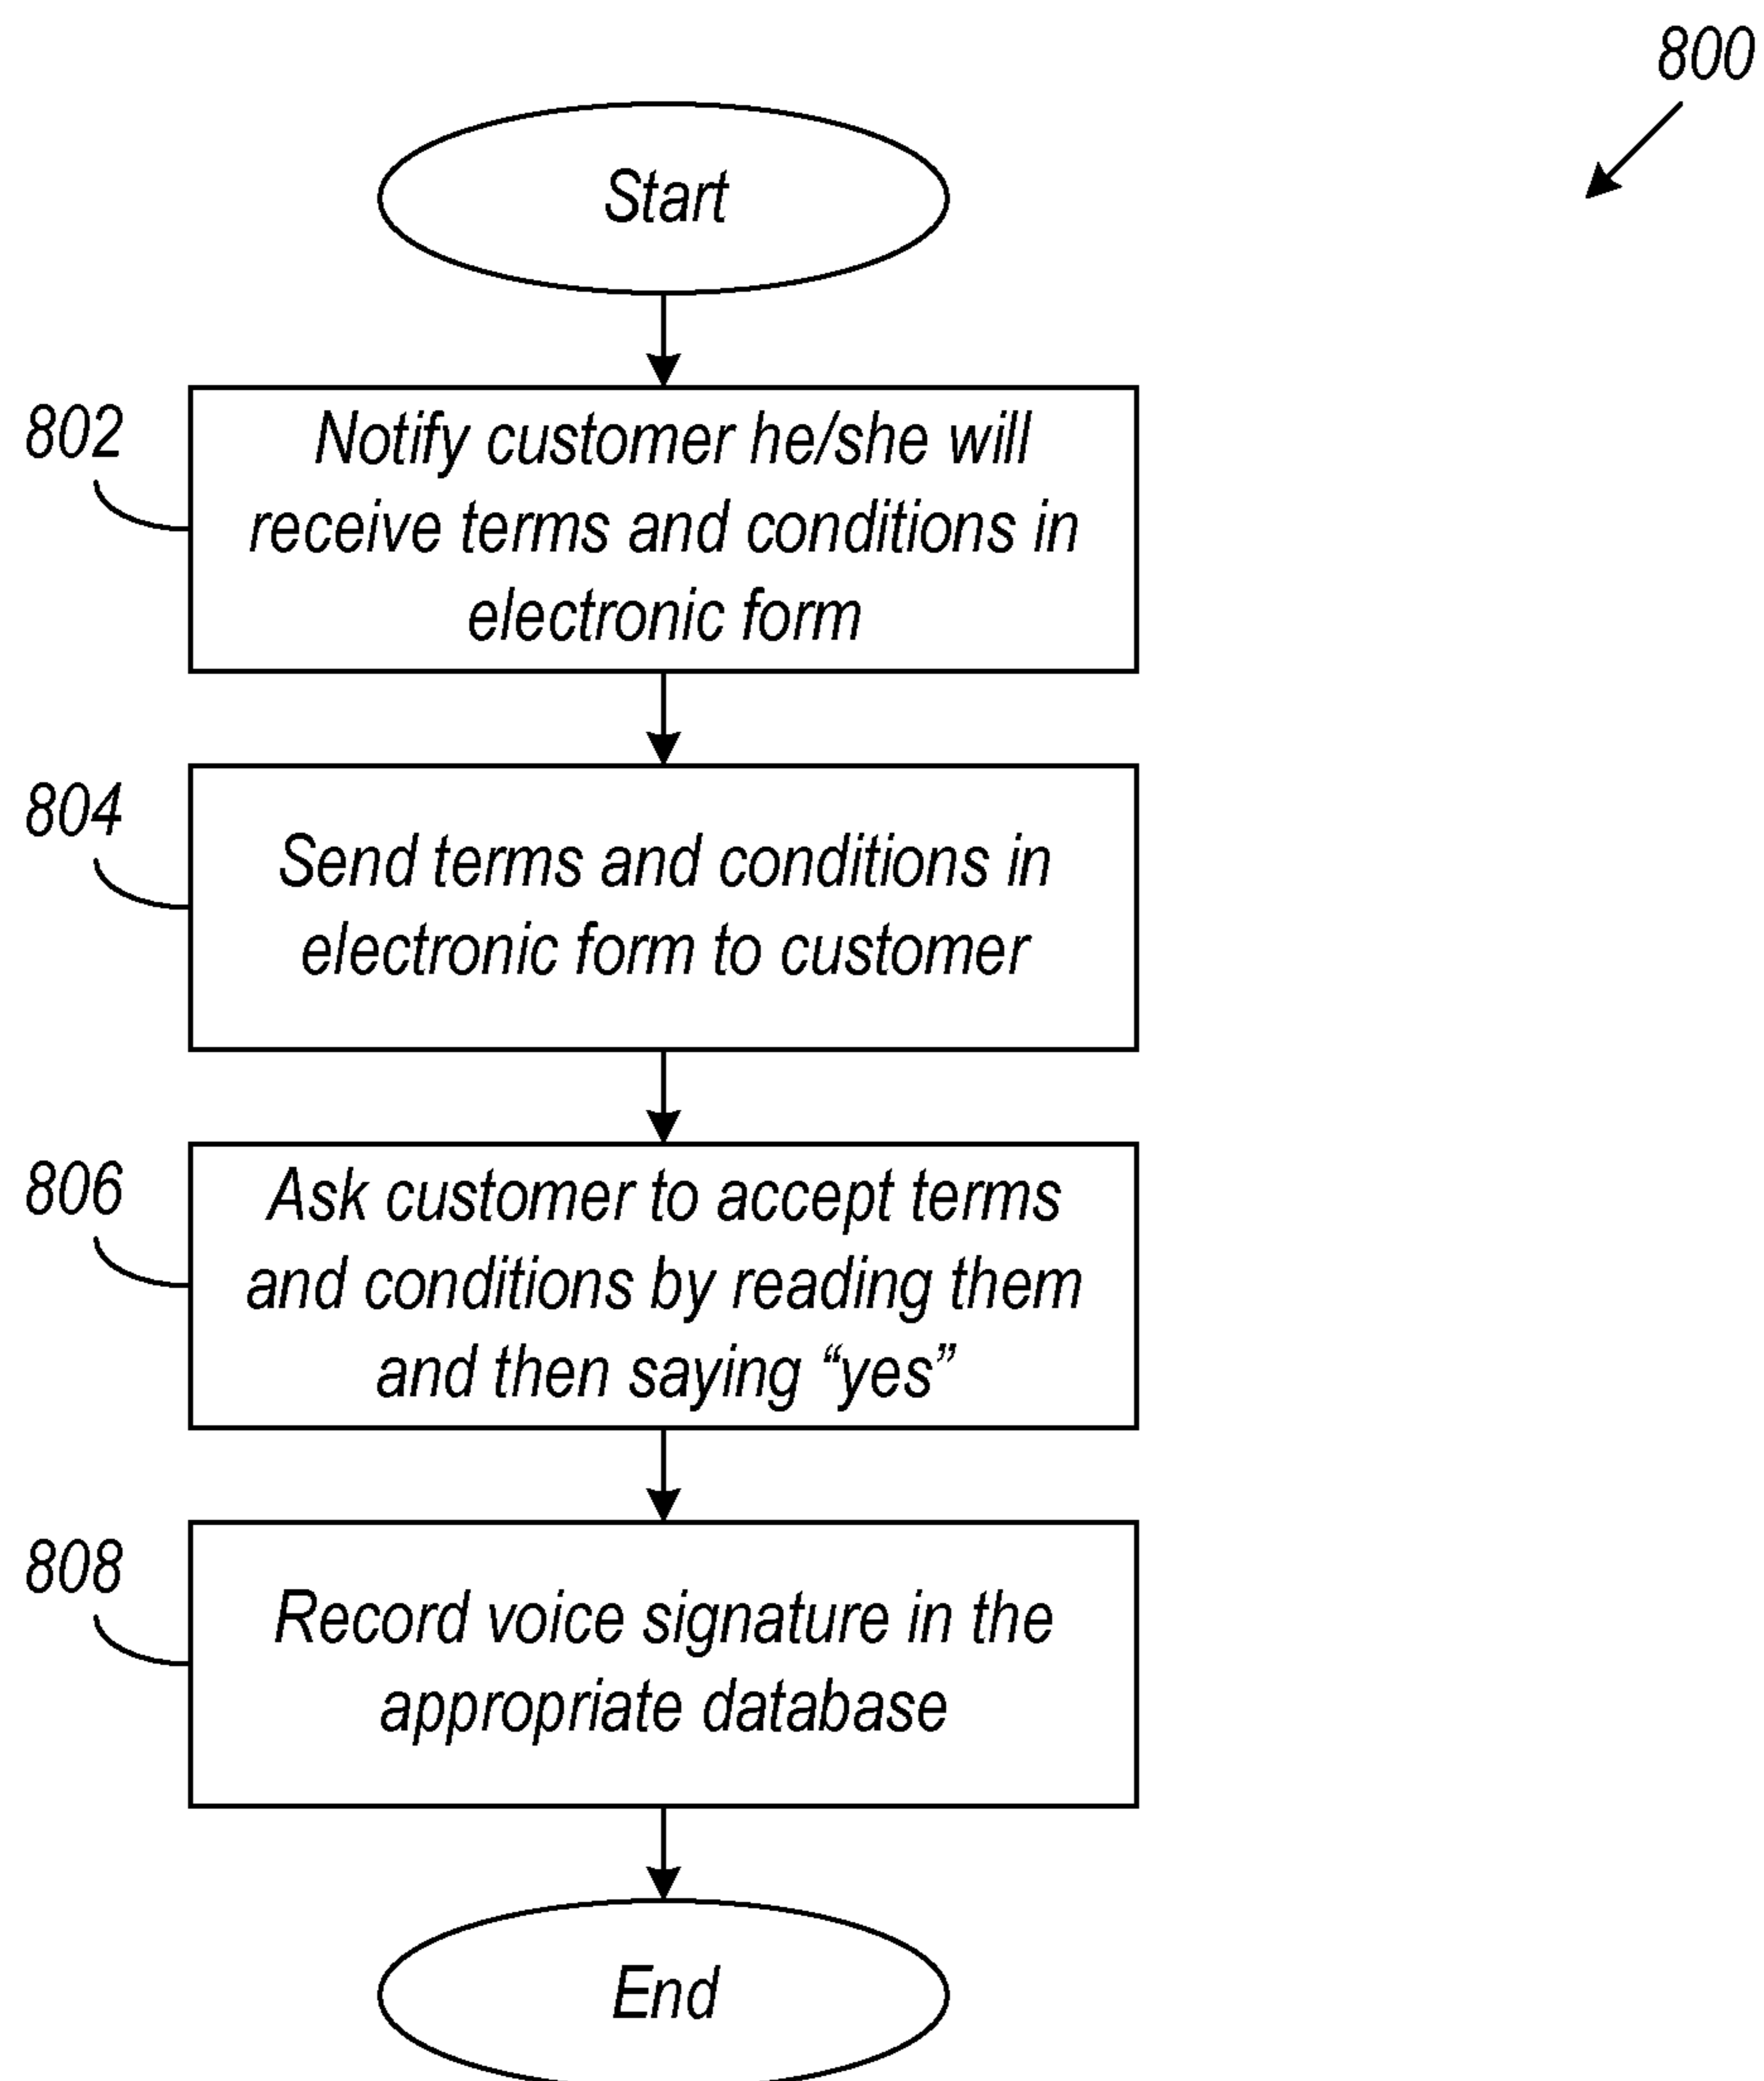 800
Start
802
Notify customer he/she will
receive terms and conditions in
electronic form
804
Send terms and conditions in
electronic form to customer
806
Ask customer to accept terms
and conditions by reading them
and then saying “yes”
808
Record voice signature in the
appropriate database
End